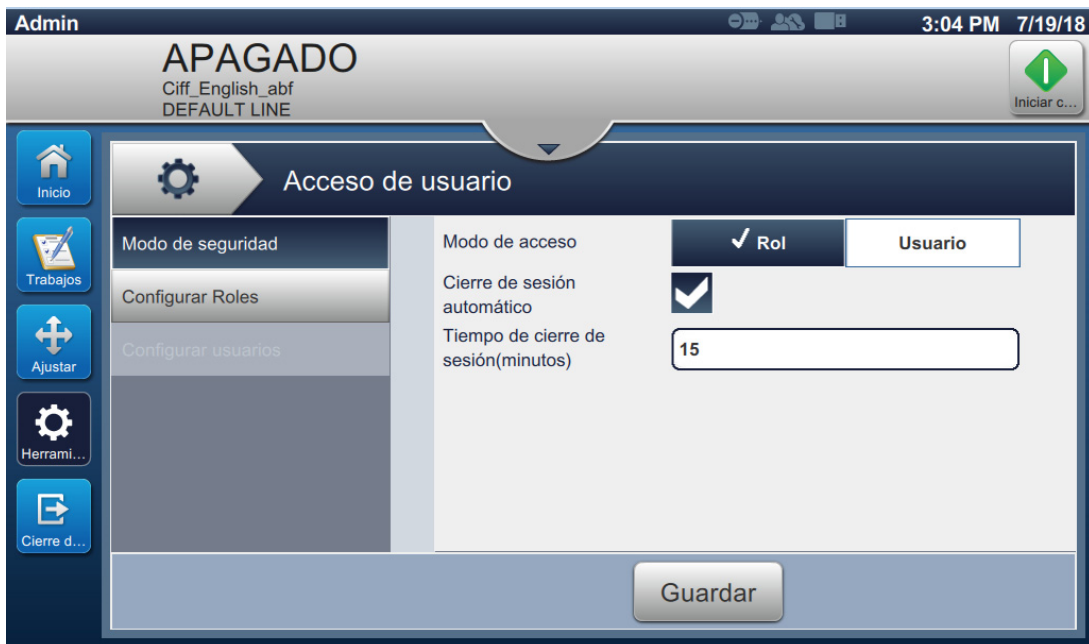 Admin
3:04 PM 7/19/18
APAGADO
Ciff_English_abf
DEFAULT LINE
Iniciar c...
Inicio
Trabajos
Ajustar
Herrami...
Cierre d...
Acceso de usuario
Modo de seguridad
Configurar Roles
Configurar usuarios
Modo de acceso
Rol
Usuario
Cierre de sesión
automático
Tiempo de cierre de
sesión(minutos)
15
Guardar